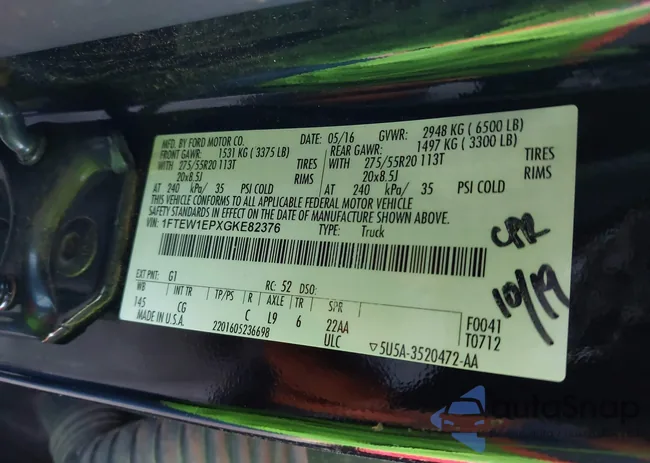 MFD. BY FORD MOTOR CO. DATE: 05/16 GVWR: 2948 KG ( 6500 LB)
FRONT GAWR: 1531 KG ( 3375 LB) REAR GAWR: 1497 KG ( 3300 LB)
WITH 275/55R20 113T TIRES WITH 275/55R20 113T TIRES
20x8.5J RIMS 20x8.5J RIMS
AT 240 kPa/ 35 PSI COLD AT 240 kPa/ 35 PSI COLD
THIS VEHICLE CONFORMS TO ALL APPLICABLE FEDERAL MOTOR VEHICLE
SAFETY STANDARDS IN EFFECT ON THE DATE OF MANUFACTURE SHOWN ABOVE.
VIN: 1FTEW1EPXGKE82376 TYPE: Truck
EXT PNT: G1 RC: 52 DSO:
WB INT TR TP/PS R AXLE TR SPR
145 CG C L9 6 22AA F0041
MADE IN U.S.A. 2201605236698 ULC T0712
▽5U5A-3520472-AA
10/19
autoSnap